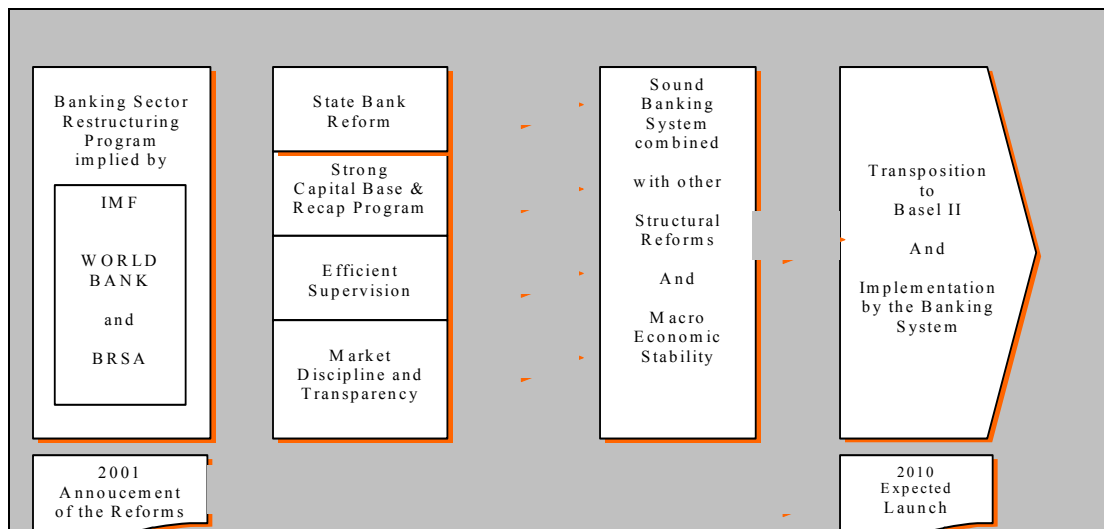 Banking Sector
Restructuring
Program
implied by
IMF
WORLD
BANK
and
BRSA
State Bank
Reform
Strong
Capital Base &
Recap Program
Efficient
Supervision
Market
Discipline and
Transparency
Sound
Banking
System
combined
with other
Structural
Reforms
And
Macro
Economic
Stability
Transposition
to
Basel II
And
Implementation
by the Banking
System
2001
Annoucement
of the Reforms
2010
Expected
Launch